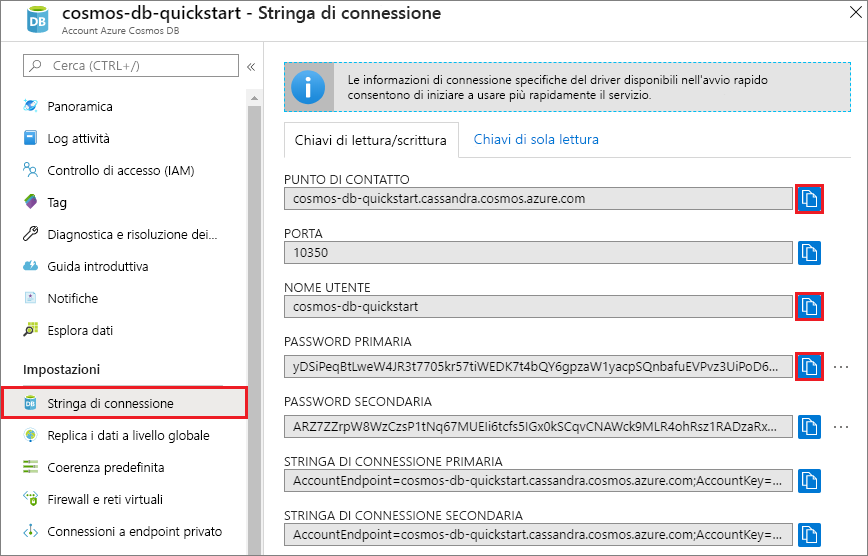 cosmos-db-quickstart - Stringa di connessione
Account Azure Cosmos DB
Cerca (CTRL+/)
Panoramica
Log attività
Controllo di accesso (IAM)
Tag
Diagnostica e risoluzione dei...
Guida introduttiva
Notifiche
Esplora dati
Impostazioni
Stringa di connessione
Replica i dati a livello globale
Coerenza predefinita
Firewall e reti virtuali
Connessioni a endpoint privato
Le informazioni di connessione specifiche del driver disponibili nell'avvio rapido
consentono di iniziare a usare più rapidamente il servizio.
Chiavi di lettura/scrittura
Chiavi di sola lettura
PUNTO DI CONTATTO
cosmos-db-quickstart.cassandra.cosmos.azure.com
PORTA
10350
NOME UTENTE
cosmos-db-quickstart
PASSWORD PRIMARIA
yDSiPeqBtLweW4JR3t7705kr57tiWEDK7t4bQY6gpzaW1yacpSQnbafuEVPvz3UiPoD6...
PASSWORD SECONDARIA
ARZ7ZZrpW8WzCzsP1tNq67MUEIi6tcfs5IGx0kSCqvCNAWck9MLR4ohRsz1RADzaRx...
STRINGA DI CONNESSIONE PRIMARIA
AccountEndpoint=cosmos-db-quickstart.cassandra.cosmos.azure.com;AccountKey=...
STRINGA DI CONNESSIONE SECONDARIA
AccountEndpoint=cosmos-db-quickstart.cassandra.cosmos.azure.com;AccountKey=...